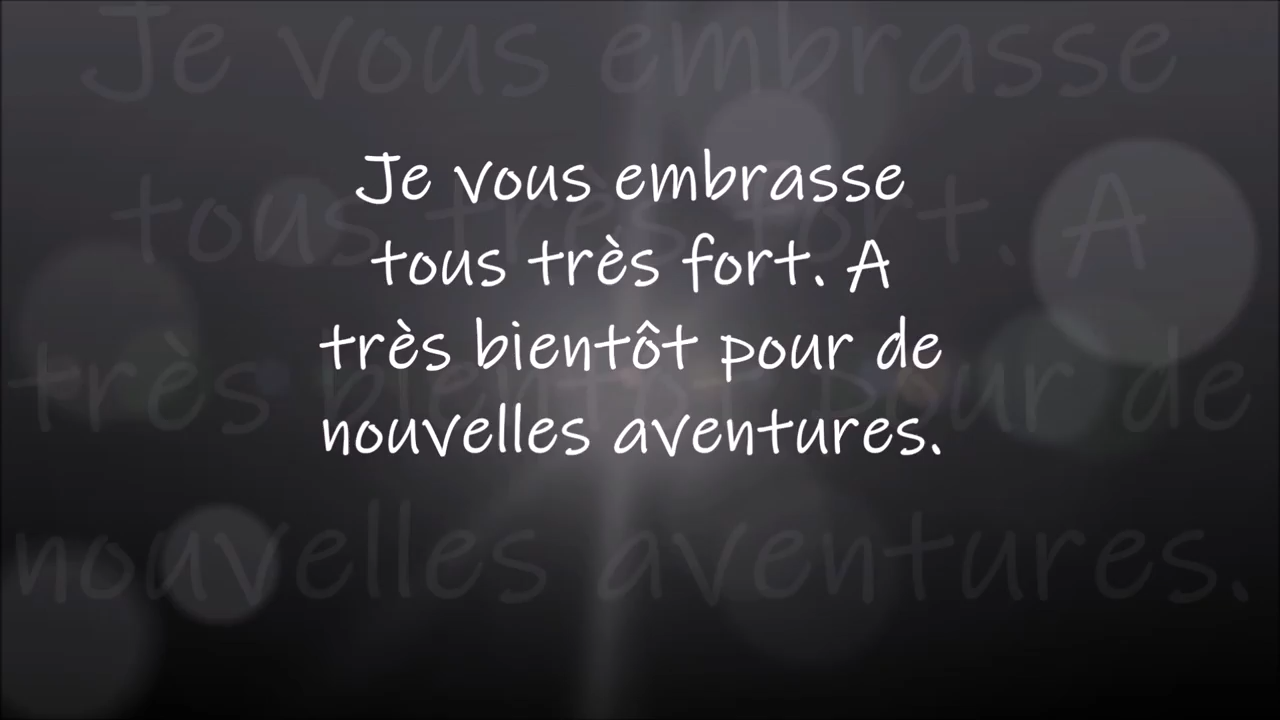 Je vous embrasse
tous très fort. A
très bientôt pour de
nouvelles aventures.